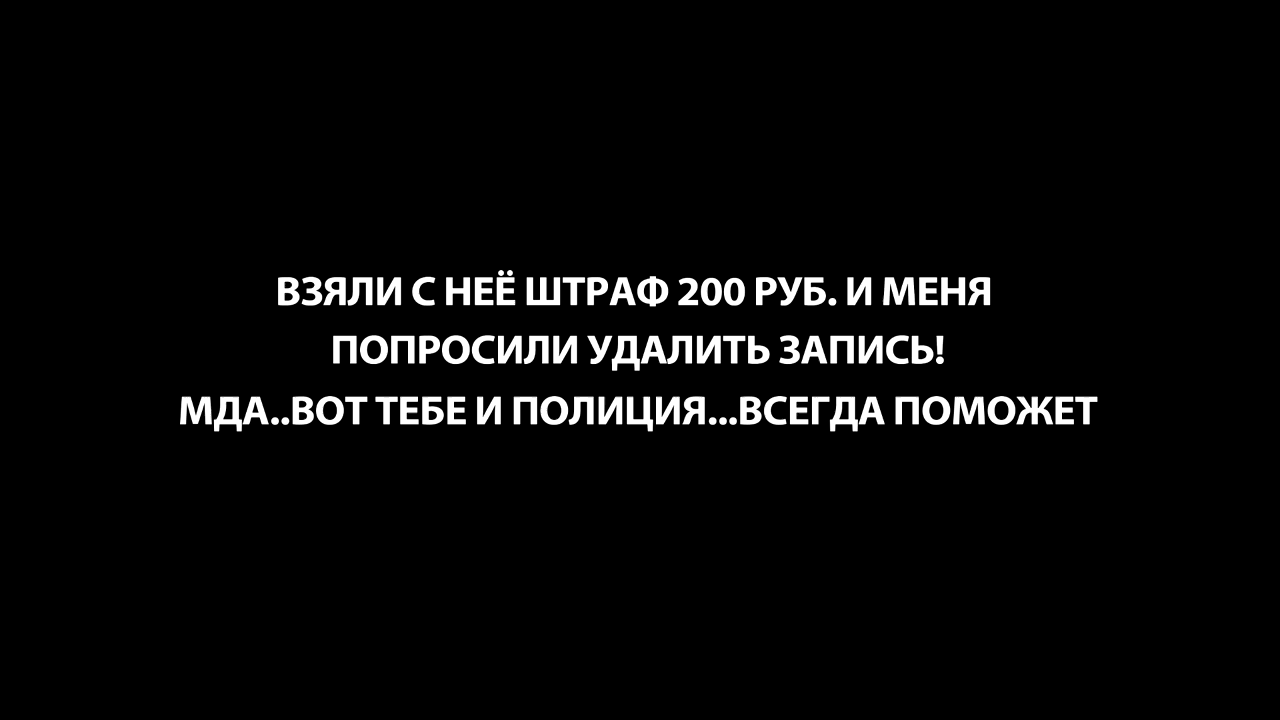 ВЗЯЛИ С НЕЁ ШТРАФ 200 РУБ. И МЕНЯ
ПОПРОСИЛИ УДАЛИТЬ ЗАПИСЬ!
МДА..ВОТ ТЕБЕ И ПОЛИЦИЯ...ВСЕГДА ПОМОЖЕТ